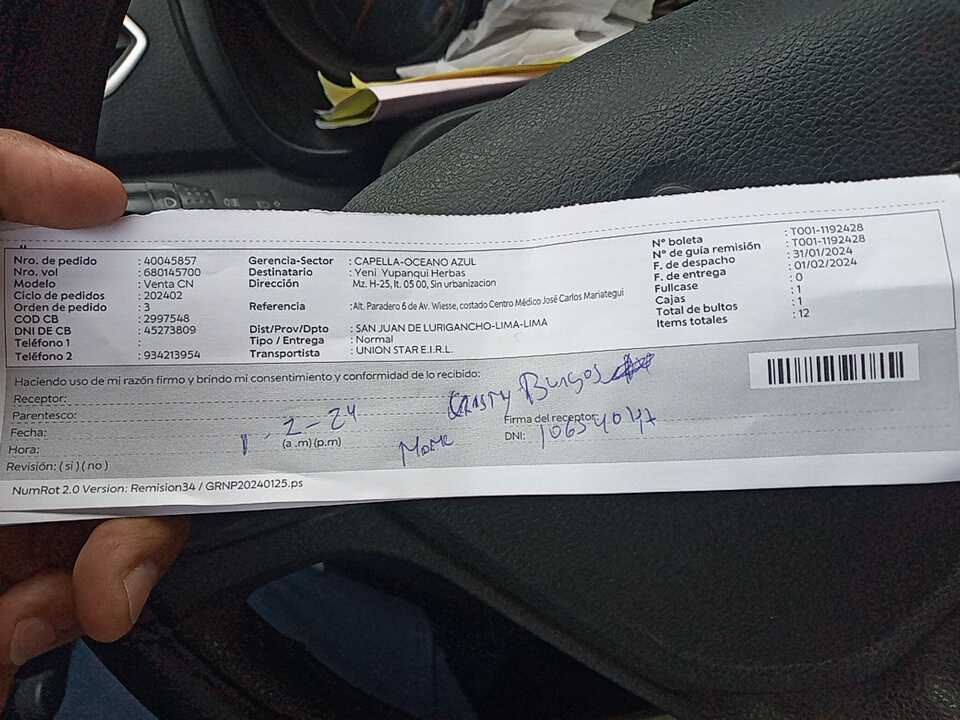 Nro. de pedido : 40045857
Nro. vol : 680145700
Modelo : Venta CN
Ciclo de pedidos : 202402
Orden de pedido : 3
COD CB : 2997548
DNI DE CB : 45273809
Teléfono 1 :
Teléfono 2 : 934213954
Gerencia-Sector : CAPELLA-OCEANO AZUL
Destinatario : Yeni Yupanqui Herbas
Dirección Mz. H-25, lt. 05 00, Sin urbanizacion
Referencia : Alt. Paradero 6 de Av. Wiesse, costado Centro Médico José Carlos Mariategui
Dist/Prov/Dpto : SAN JUAN DE LURIGANCHO-LIMA-LIMA
Tipo / Entrega : Normal
Transportista : UNION STAR E.I.R.L.
N° boleta : T001-1192428
N° de guía remisión : T001-1192428
F. de despacho : 31/01/2024
F. de entrega : 01/02/2024
Fullcase : 0
Cajas : 1
Total de bultos : 1
Items totales : 12
Haciendo uso de mi razón firmo y brindo mi consentimiento y conformidad de lo recibido:
Receptor: Burgos
Parentesco:
Fecha: 1 - 2 - 24
Hora: (a .m) (p.m)
Firma del receptor:
DNI: 10654047
Revisión: ( si ) ( no )
NumRot 2.0 Version: Remision34 / GRNP20240125.ps